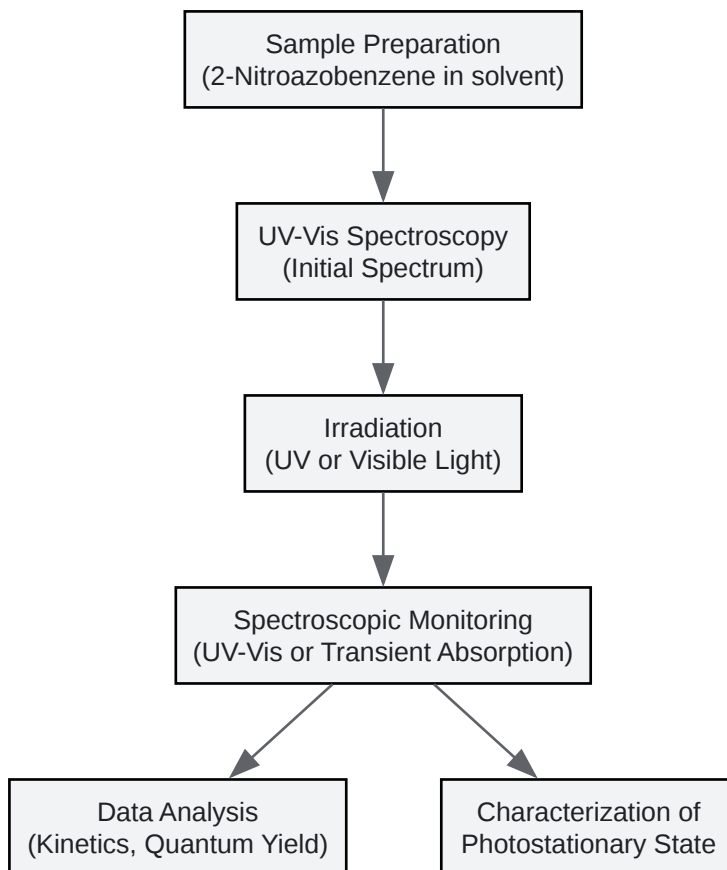 Sample Preparation
(2-Nitroazobenzene in solvent)
UV-Vis Spectroscopy
(Initial Spectrum)
Irradiation
(UV or Visible Light)
Spectroscopic Monitoring
(UV-Vis or Transient Absorption)
Data Analysis
(Kinetics, Quantum Yield)
Characterization of
Photostationary State